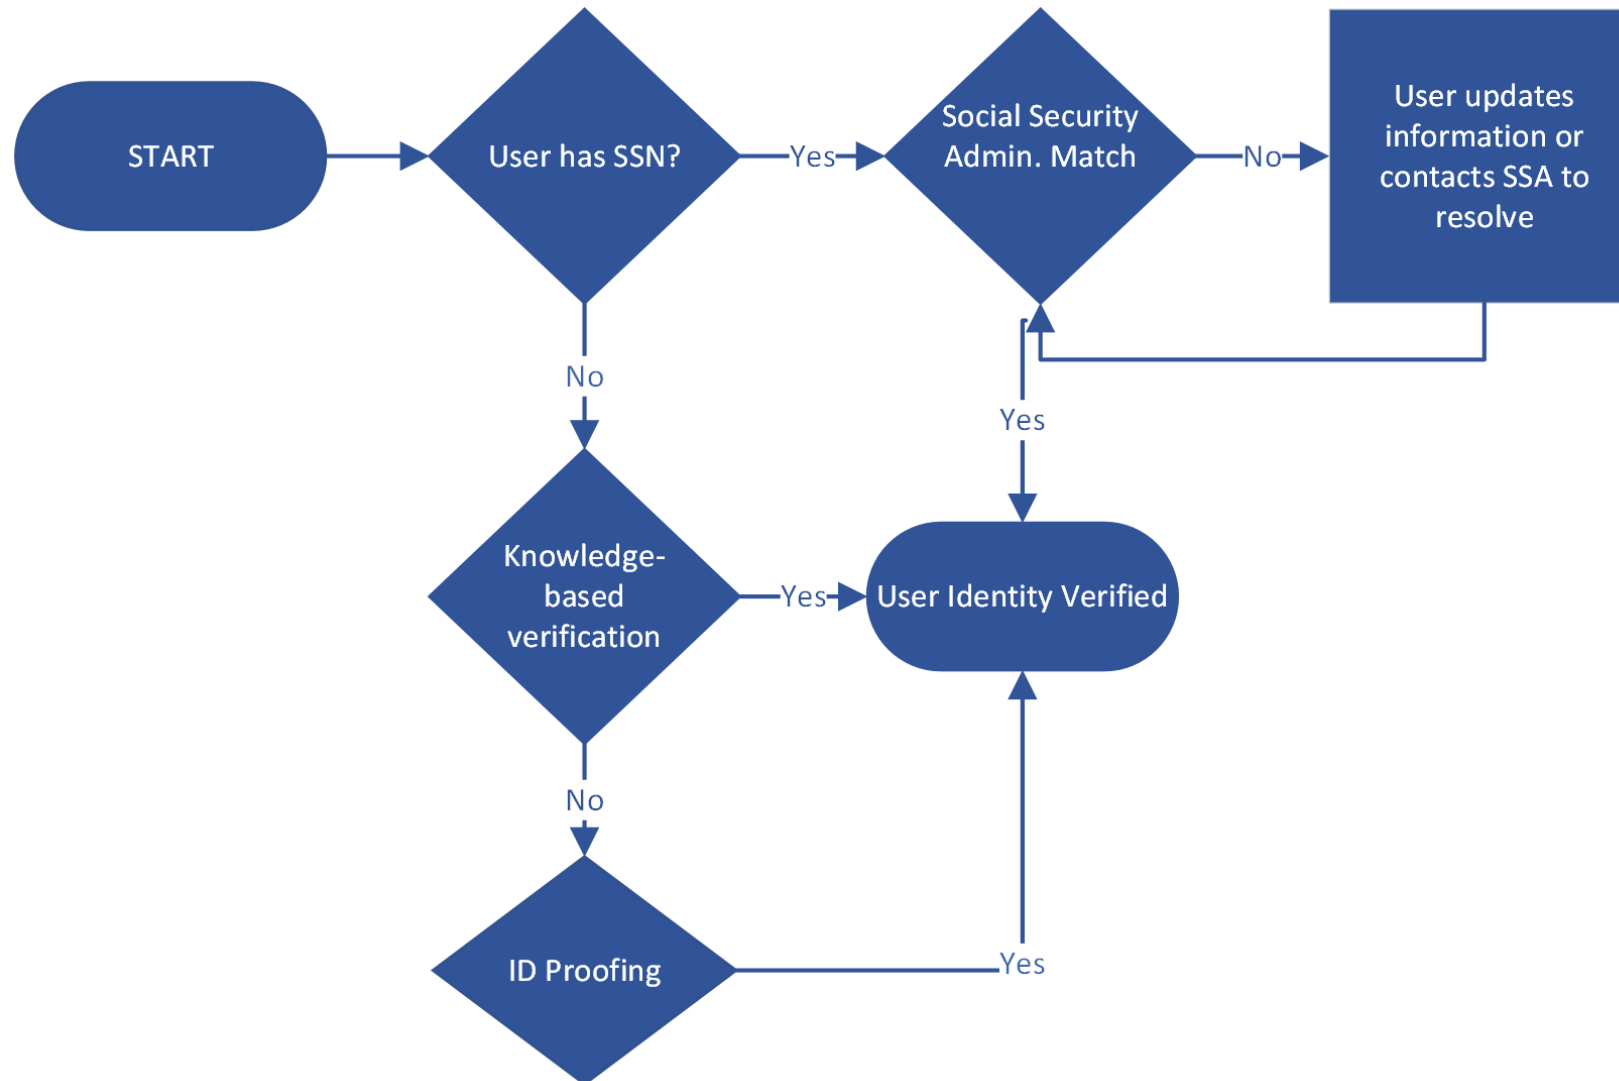 START
User has SSN?
Yes
Social Security
Admin. Match
No
User updates
information or
contacts SSA to
resolve
No
Yes
Knowledge-
based
verification
Yes
User Identity Verified
No
ID Proofing
Yes